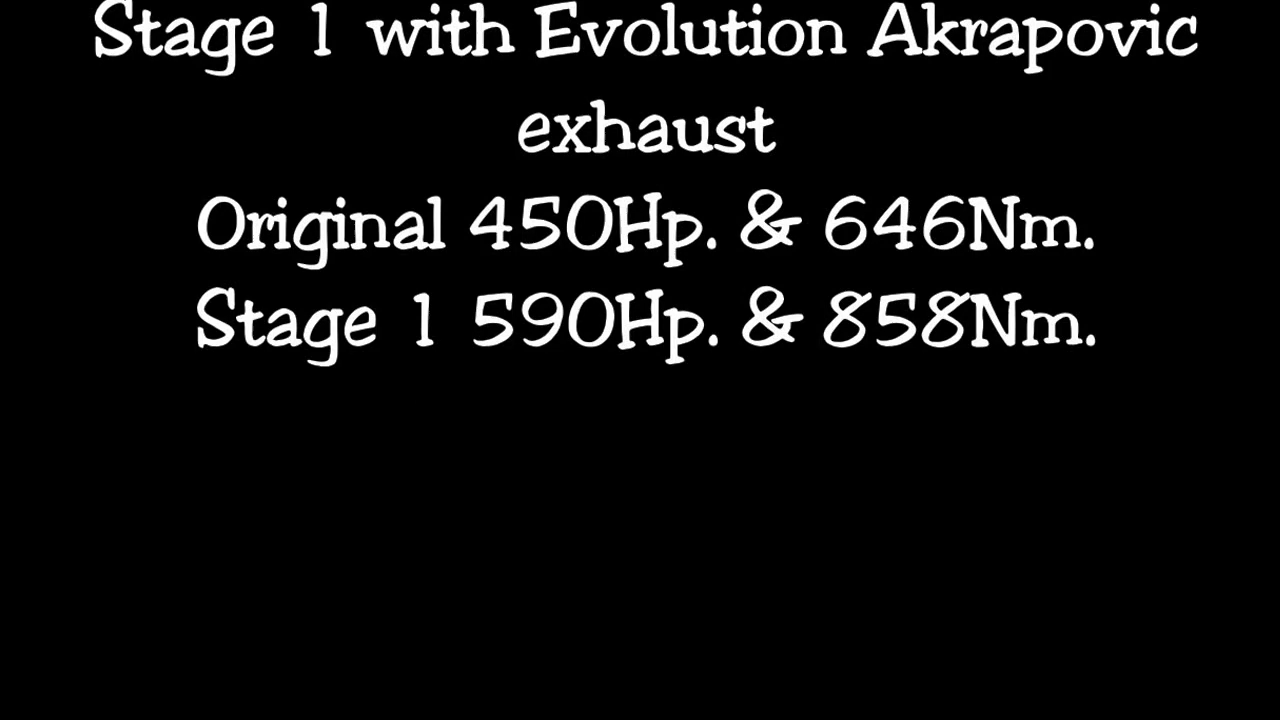 Stage 1 with Evolution Akrapovic
exhaust
Original 450Hp. & 646Nm.
Stage 1 590Hp. & 858Nm.